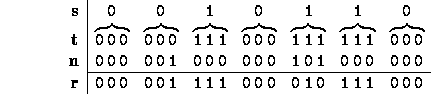 s 0 0 1 0 1 1 0
t 000 000 111 000 111 111 000
n 000 001 000 000 101 000 000
r 000 001 111 000 010 111 000